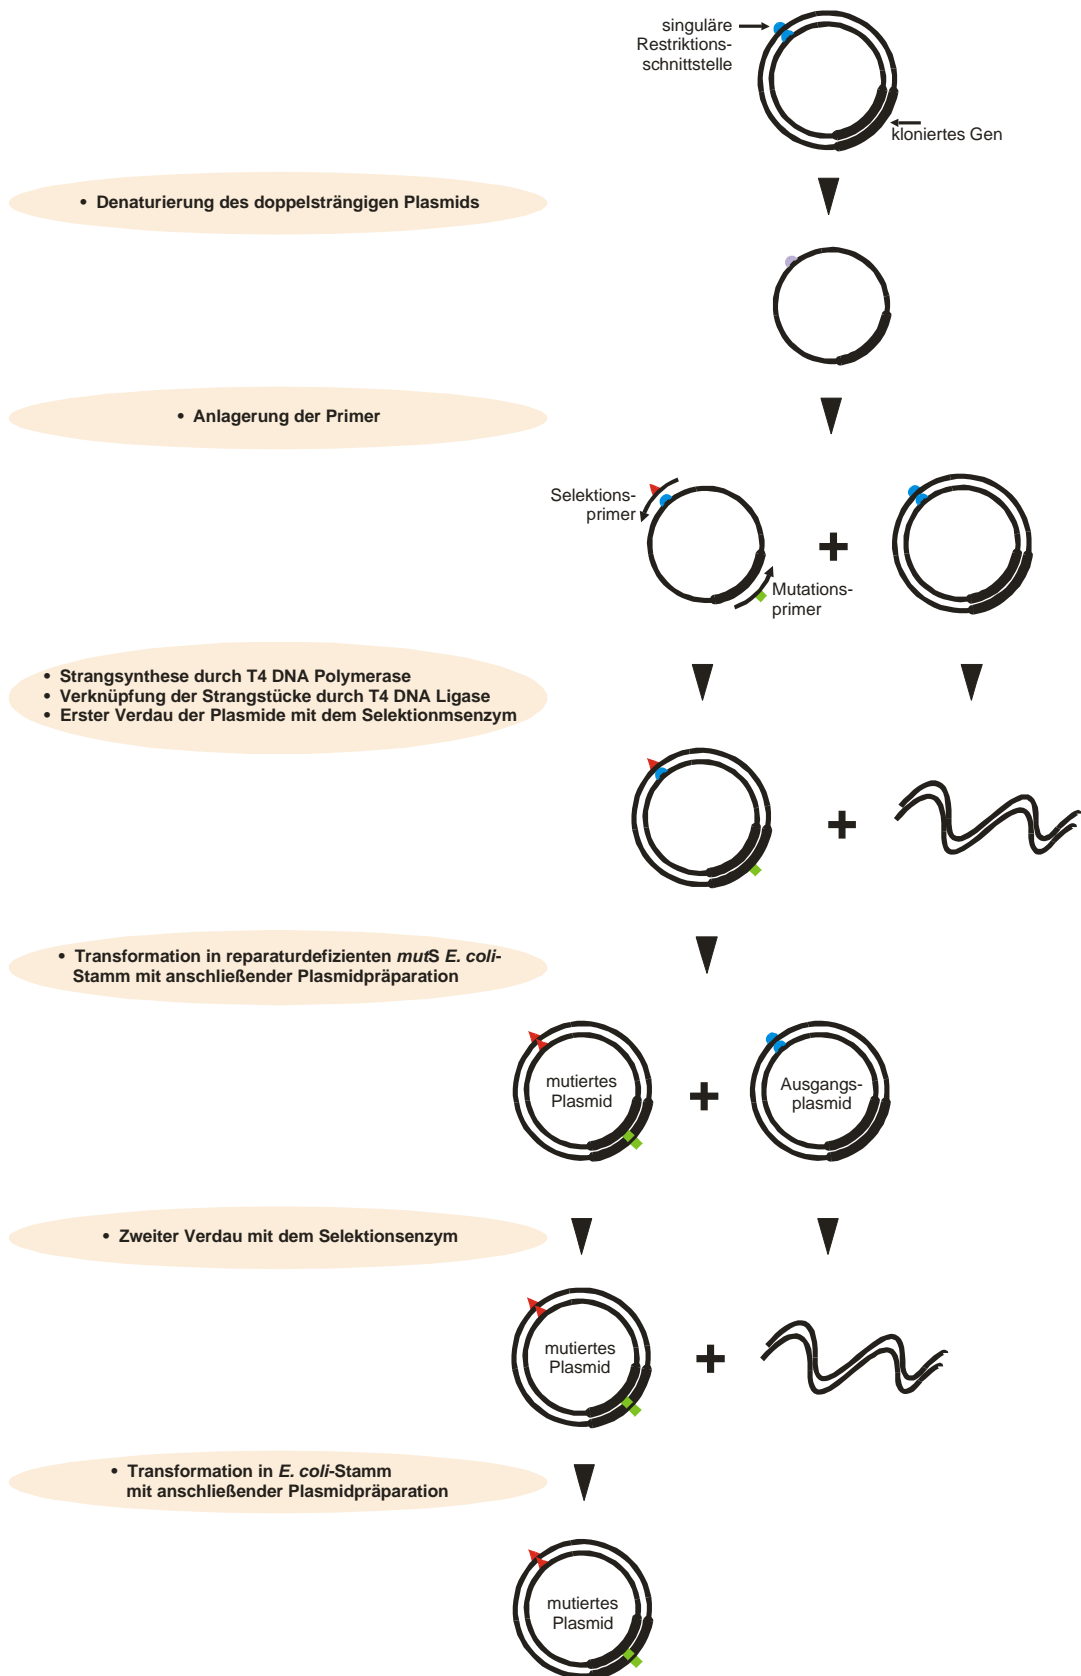 singuläre
Restriktions-
schnittstelle
kloniertes Gen
• Denaturierung des doppelsträngigen Plasmids
• Anlagerung der Primer
Selektions-
primer
+
Mutations-
primer
• Strangsynthese durch T4 DNA Polymerase
• Verknüpfung der Strangstücke durch T4 DNA Ligase
• Erster Verdau der Plasmide mit dem Selektionmsenzym
+
• Transformation in reparaturdefizienten mutS E. coli-
Stamm mit anschließender Plasmidpräparation
mutiertes
Plasmid
+
Ausgangs-
plasmid
• Zweiter Verdau mit dem Selektionsenzym
mutiertes
Plasmid
+
• Transformation in E. coli-Stamm
mit anschließender Plasmidpräparation
mutiertes
Plasmid